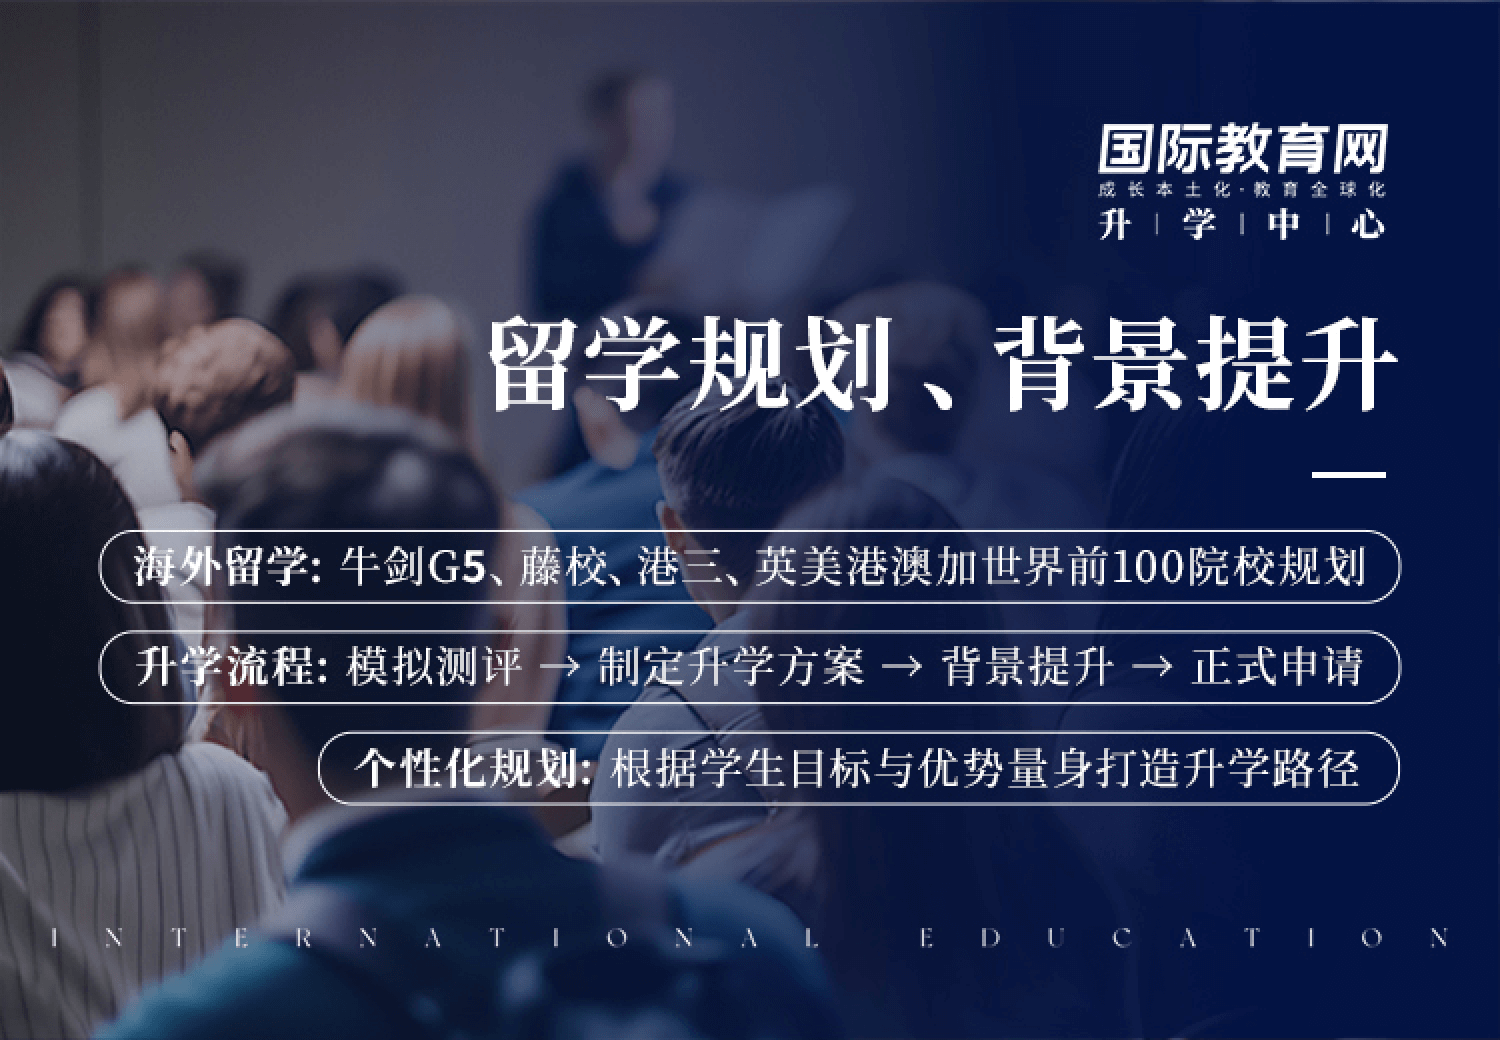 国际教育网
成长本土化·教育全球化
升|学|中|心
留学规划、背景提升
海外留学: 牛剑G5、藤校、港三、英美港澳加世界前100院校规划
升学流程: 模拟测评 → 制定升学方案 → 背景提升 → 正式申请
个性化规划: 根据学生目标与优势量身打造升学路径
INTERNATIONAL EDUCATION